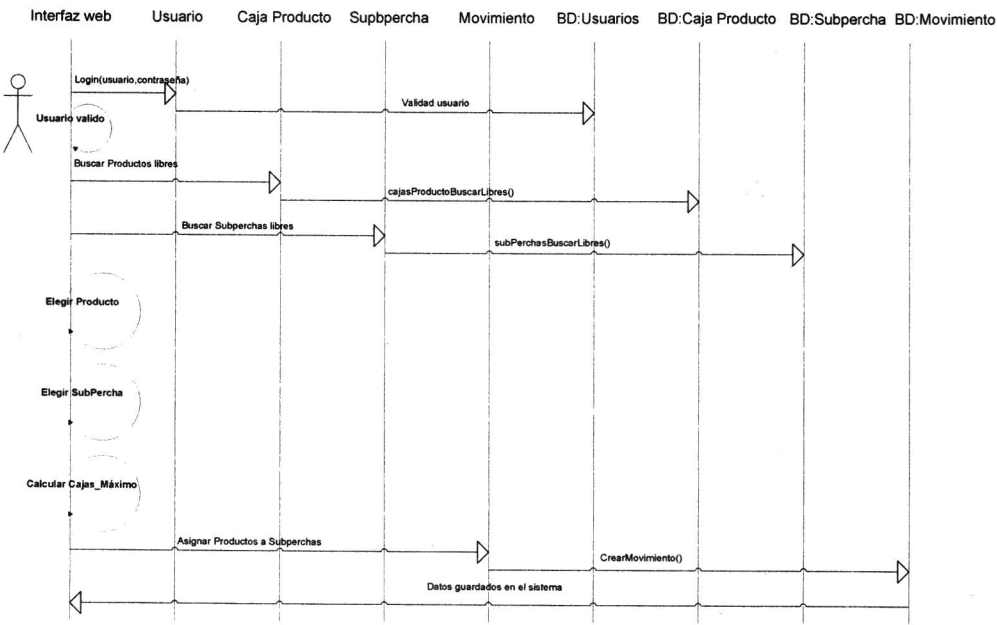 Interfaz web Usuario Caja Producto Supbpercha Movimiento BD:Usuarios BD:Caja Producto BD:Subpercha BD:Movimiento
Login(usuario,contraseña)
Validad usuario
Usuario valido
Buscar Productos libres
cajasProductoBuscarLibres()
Buscar Subperchas libres
subPerchasBuscarLibres()
Elegir Producto
Elegir SubPercha
Calcular Cajas_Máximo
Asignar Productos a Subperchas
CrearMovimiento()
Datos guardados en el sistema